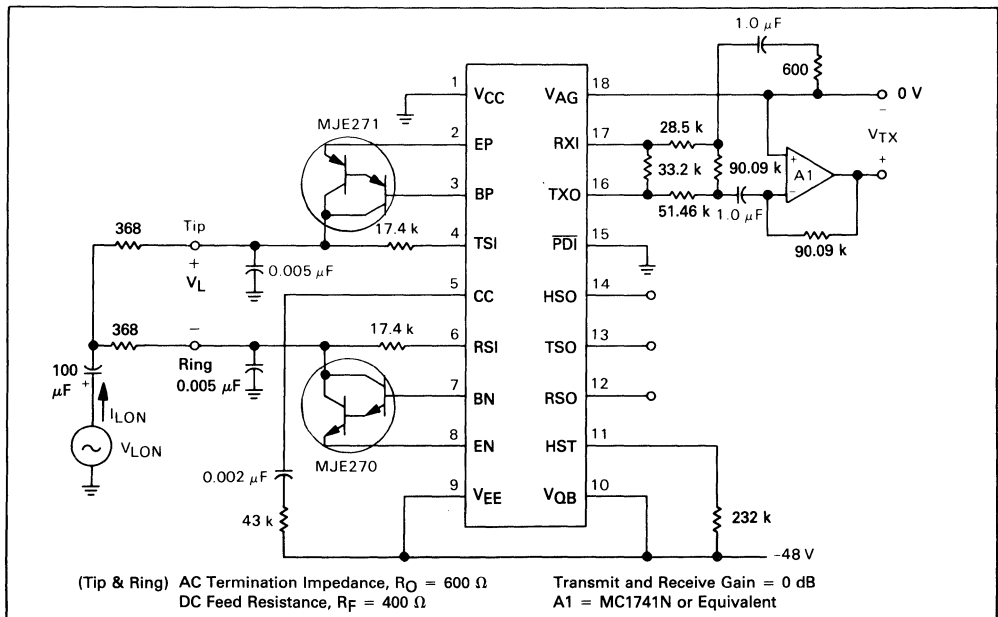 1.0 μF
600
1 VCC
VAG 18
0 V
−
MJE271
2 EP
RXI 17
28.5 k
VTX
+
33.2 k
90.09 k
+
A1
−
3 BP
TXO 16
51.46 k
1.0 μF
368
Tip
17.4 k
4 TSI
PDI 15
90.09 k
+
VL
0.005 μF
5 CC
HSO 14
368
−
17.4 k
6 RSI
TSO 13
Ring
0.005 μF
100
μF
+
7 BN
RSO 12
ILON
8 EN
HST 11
VLON
MJE270
0.002 μF
9 VEE
VQB 10
43 k
232 k
−48 V
(Tip & Ring) AC Termination Impedance, RO = 600 Ω
Transmit and Receive Gain = 0 dB
DC Feed Resistance, RF = 400 Ω
A1 = MC1741N or Equivalent